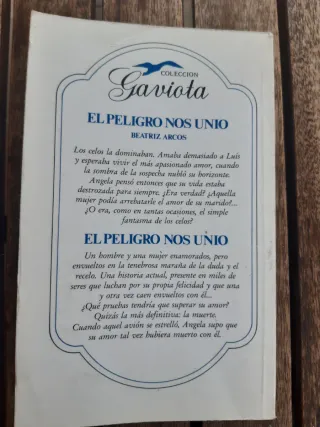 COLECCION
Gaviota
EL PELIGRO NOS UNIO
BEATRIZ ARCOS
Los celos la dominaban. Amaba demasiado a Luis
y esperaba vivir el más apasionado amor, cuando
la sombra de la sospecha nubló su horizonte.
Angela pensó entonces que su vida estaba
destrozada para siempre. ¿Era verdad? ¿Aquella
mujer podía arrebatarle el amor de su marido?...
¿O era, como en tantas ocasiones, el simple
fantasma de los celos?
EL PELIGRO NOS UNIO
Un hombre y una mujer enamorados, pero
envueltos en la tenebrosa maraña de la duda y el
recelo. Una historia actual, presente en miles de
seres que luchan por su propia felicidad y que una
y otra vez caen envueltos con él...
¿Qué pruebas tendría que superar su amor?
Quizás la más definitiva: la muerte.
Cuando aquel avión se estrelló, Angela supo que
su amor tal vez hubiera muerto con él.